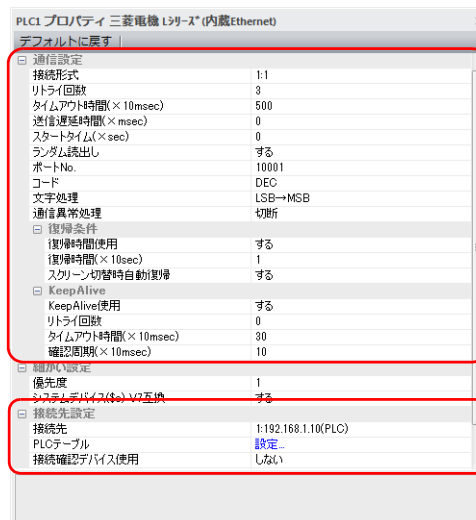 PLC1 プロパティ 三菱電機 Lｼﾘｰｽﾞ(内蔵Ethernet)
デフォルトに戻す
通信設定
接続形式 1:1
リトライ回数 3
タイムアウト時間(×10msec) 500
送信遅延時間(×msec) 0
スタートタイム(×sec) 0
ランダム読出し する
ポートNo. 10001
コード DEC
文字処理 LSB→MSB
通信異常処理 切断
復帰条件
復帰時間使用 する
復帰時間(×10sec) 1
スクリーン切替時自動復帰 する
KeepAlive
KeepAlive使用 する
リトライ回数 0
タイムアウト時間(×10msec) 30
確認周期(×10msec) 10
細かい設定
優先度 1
システムデバイス($s) V7互換 する
接続先設定
接続先 1:192.168.1.10(PLC)
PLCテーブル 設定...
接続確認デバイス使用 しない